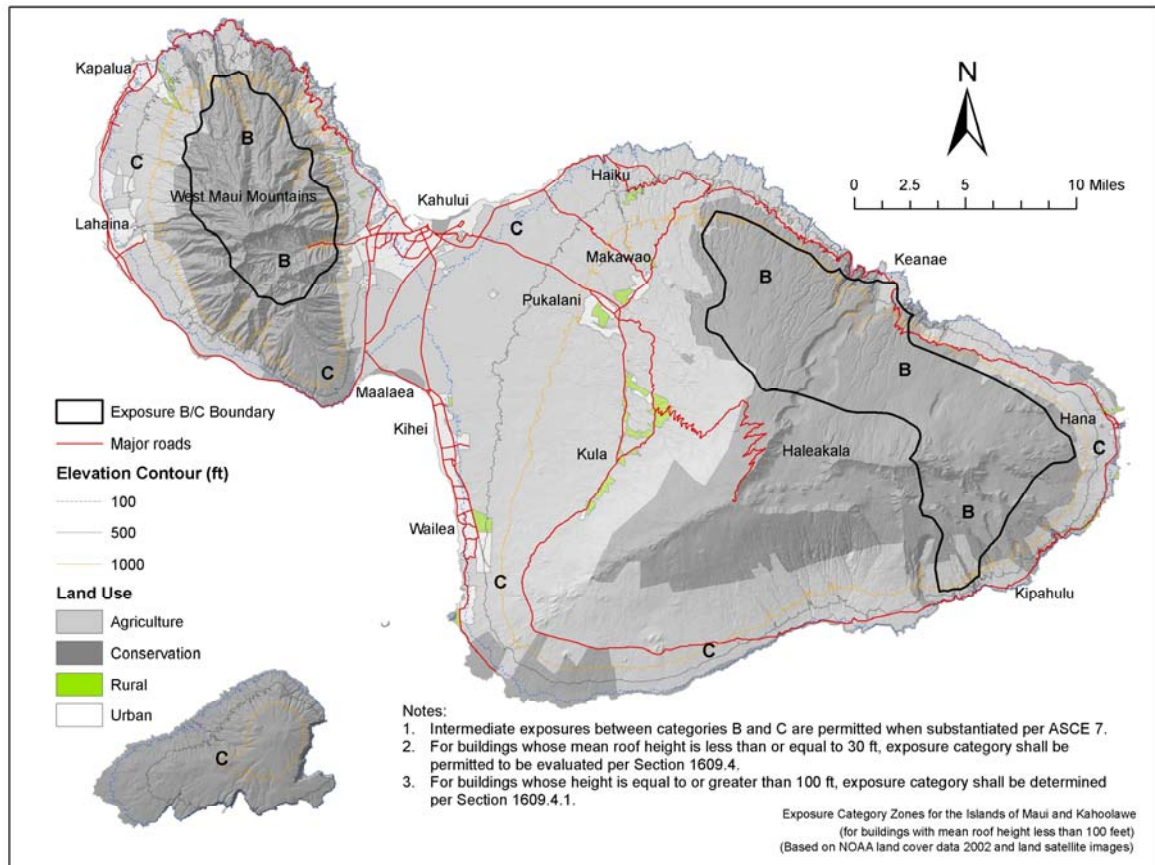 Kapalua
N
B
C
West Maui Mountains
Haiku
0 2.5 5 10 Miles
Kahului
Lahaina
C
Makawao
Keanae
B
B
Pukalani
B
C
Maalaea
Hana
C
Kihei
Kula
Haleakala
B
Wailea
C
Kipahulu
C
Exposure B/C Boundary
Major roads
Elevation Contour (ft)
100
500
1000
Land Use
Agriculture
Conservation
Rural
Urban
C
Notes:
1. Intermediate exposures between categories B and C are permitted when substantiated per ASCE 7.
2. For buildings whose mean roof height is less than or equal to 30 ft, exposure category shall be
permitted to be evaluated per Section 1609.4.
3. For buildings whose height is equal to or greater than 100 ft, exposure category shall be determined
per Section 1609.4.1.
Exposure Category Zones for the Islands of Maui and Kahoolawe
(for buildings with mean roof height less than 100 feet)
(Based on NOAA land cover data 2002 and land satellite images)